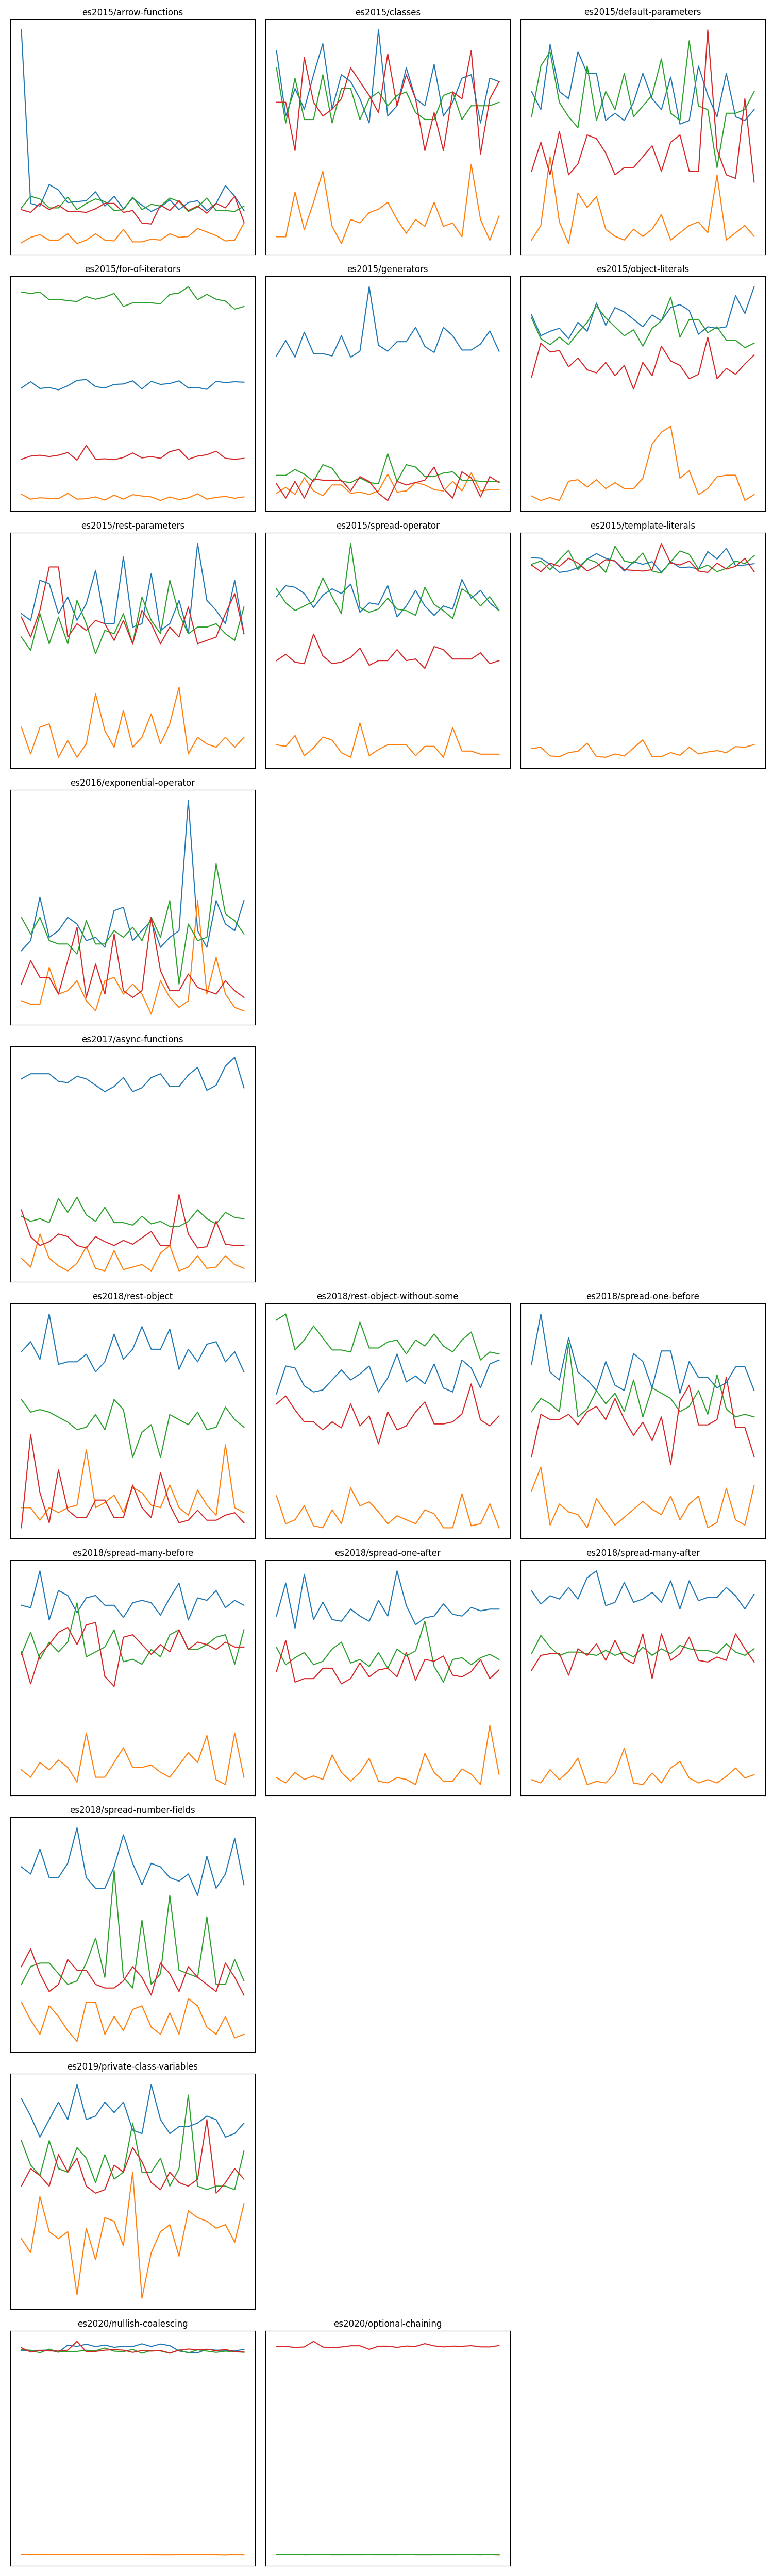 es2015/arrow-functions
es2015/classes
es2015/default-parameters
es2015/for-of-iterators
es2015/generators
es2015/object-literals
es2015/rest-parameters
es2015/spread-operator
es2015/template-literals
es2016/exponential-operator
es2017/async-functions
es2018/rest-object
es2018/rest-object-without-some
es2018/spread-one-before
es2018/spread-many-before
es2018/spread-one-after
es2018/spread-many-after
es2018/spread-number-fields
es2019/private-class-variables
es2020/nullish-coalescing
es2020/optional-chaining